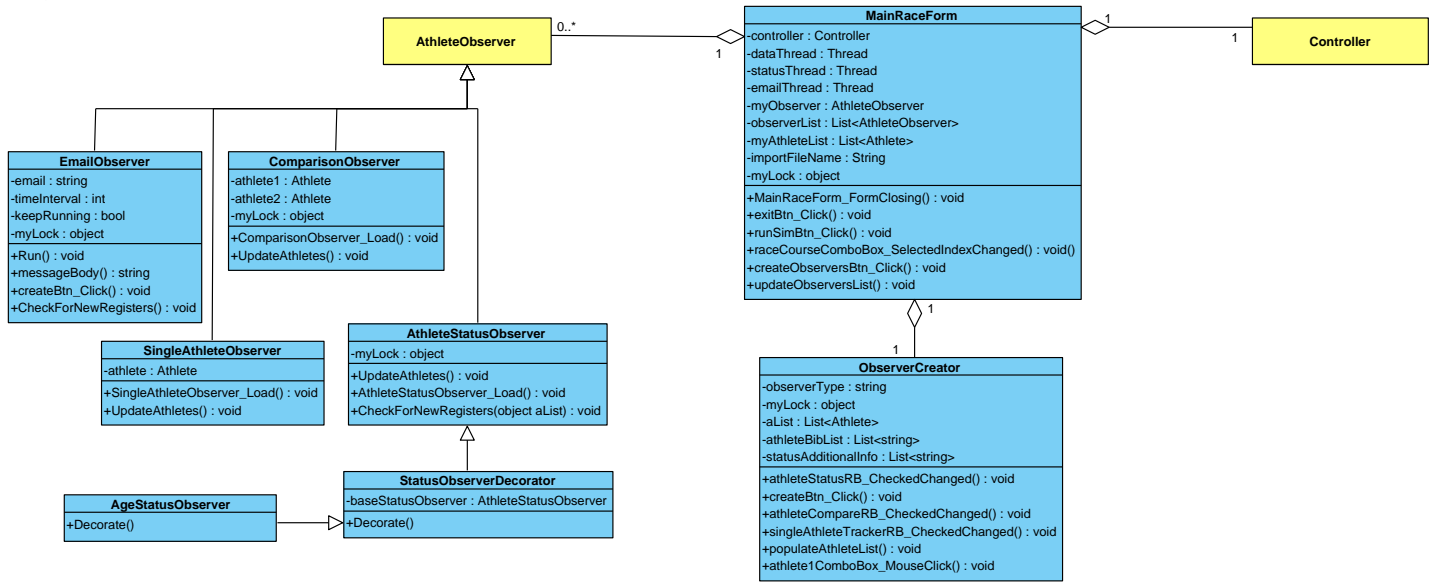 AthleteObserver
0..*
1
MainRaceForm
-controller : Controller
-dataThread : Thread
-statusThread : Thread
-emailThread : Thread
-myObserver : AthleteObserver
-observerList : List<AthleteObserver>
-myAthleteList : List<Athlete>
-importFileName : String
-myLock : object
+MainRaceForm_FormClosing() : void
+exitBtn_Click() : void
+runSimBtn_Click() : void
+raceCourseComboBox_SelectedIndexChanged() : void()
+createObserversBtn_Click() : void
+updateObserversList() : void
1
1
Controller
EmailObserver
-email : string
-timeInterval : int
-keepRunning : bool
-myLock : object
+Run() : void
+messageBody() : string
+createBtn_Click() : void
+CheckForNewRegisters() : void
ComparisonObserver
-athlete1 : Athlete
-athlete2 : Athlete
-myLock : object
+ComparisonObserver_Load() : void
+UpdateAthletes() : void
SingleAthleteObserver
-athlete : Athlete
+SingleAthleteObserver_Load() : void
+UpdateAthletes() : void
AthleteStatusObserver
-myLock : object
+UpdateAthletes() : void
+AthleteStatusObserver_Load() : void
+CheckForNewRegisters(object aList) : void
1
1
ObserverCreator
-observerType : string
-myLock : object
-aList : List<Athlete>
-athleteBibList : List<string>
-statusAdditionalInfo : List<string>
+athleteStatusRB_CheckedChanged() : void
+createBtn_Click() : void
+athleteCompareRB_CheckedChanged() : void
+singleAthleteTrackerRB_CheckedChanged() : void
+populateAthleteList() : void
+athlete1ComboBox_MouseClick() : void
StatusObserverDecorator
-baseStatusObserver : AthleteStatusObserver
+Decorate()
AgeStatusObserver
+Decorate()